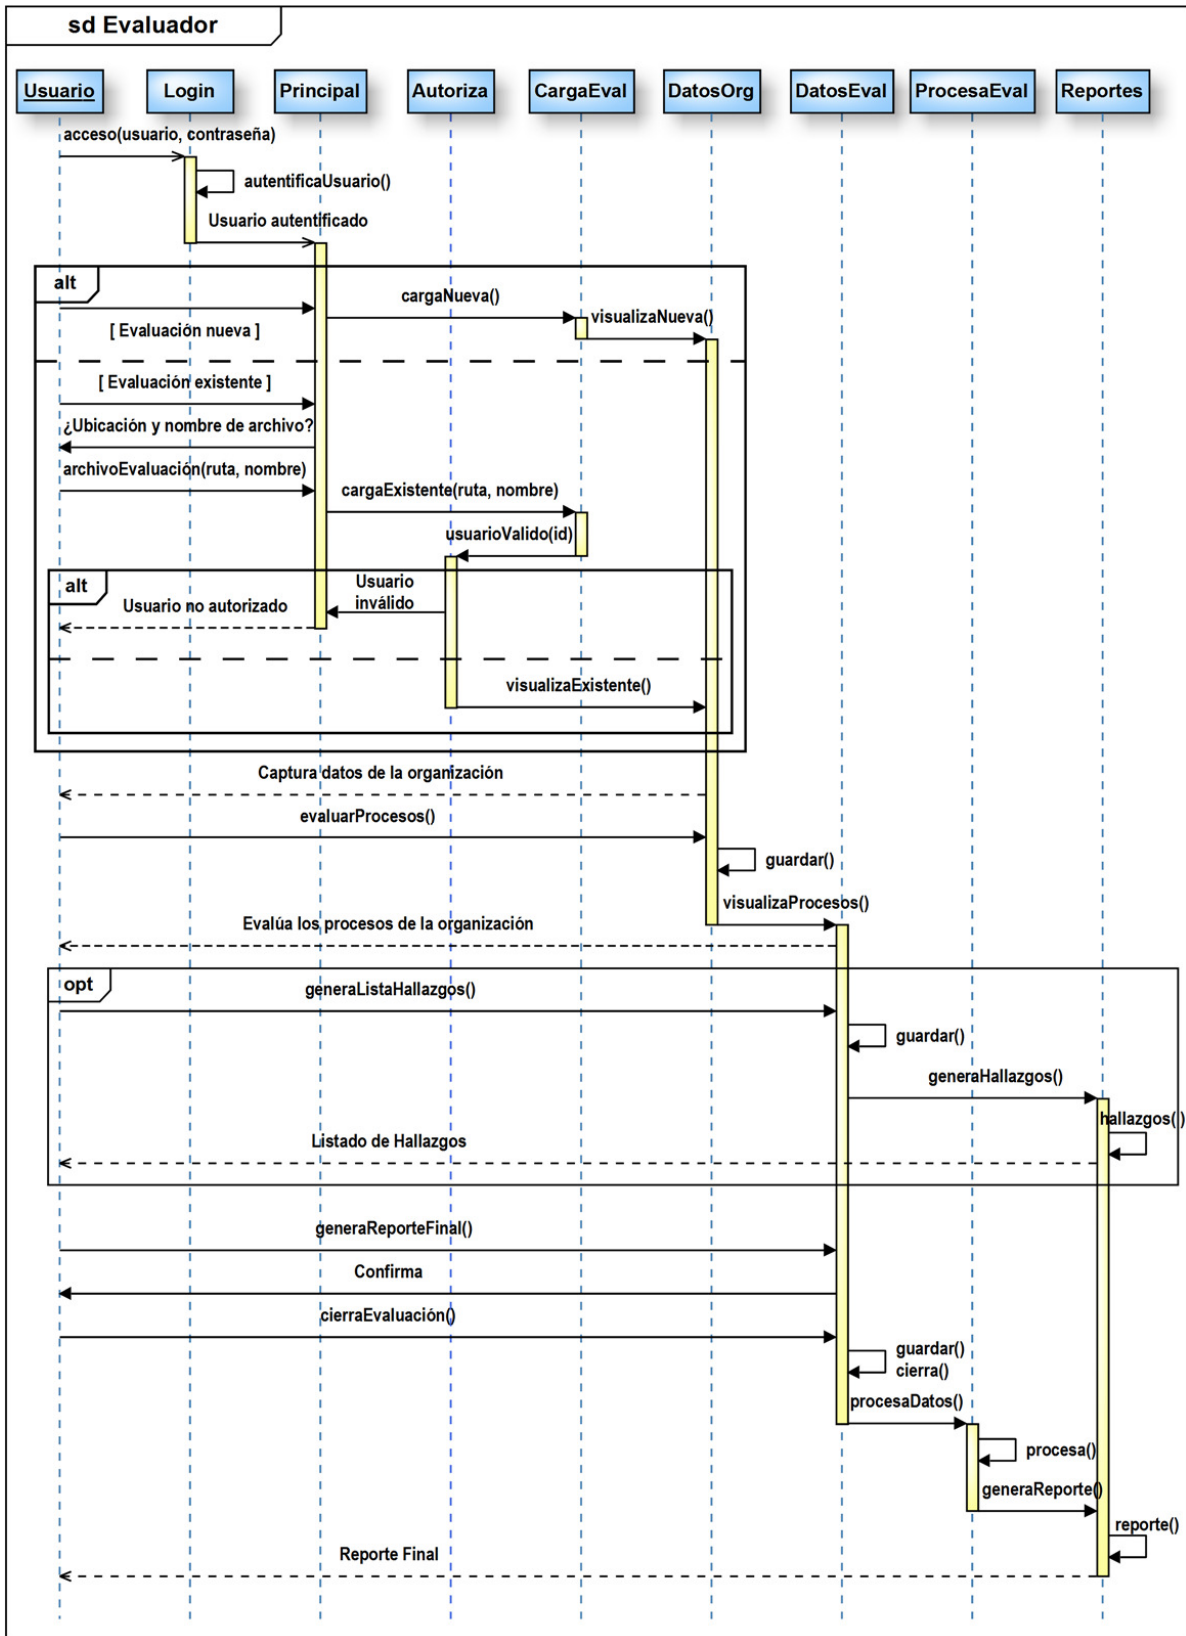 sd Evaluador
Usuario
Login
Principal
Autoriza
CargaEval
DatosOrg
DatosEval
ProcesaEval
Reportes
acceso(usuario, contraseña)
autentificaUsuario()
Usuario autentificado
alt
cargaNueva()
visualizaNueva()
[ Evaluación nueva ]
[ Evaluación existente ]
¿Ubicación y nombre de archivo?
archivoEvaluación(ruta, nombre)
cargaExistente(ruta, nombre)
usuarioValido(id)
alt
Usuario
inválido
Usuario no autorizado
visualizaExistente()
Captura datos de la organización
evaluarProcesos()
guardar()
visualizaProcesos()
Evalúa los procesos de la organización
opt
generaListaHallazgos()
guardar()
generaHallazgos()
hallazgos()
Listado de Hallazgos
generaReporteFinal()
Confirma
cierraEvaluación()
guardar()
cierra()
procesaDatos()
procesa()
generaReporte()
reporte()
Reporte Final